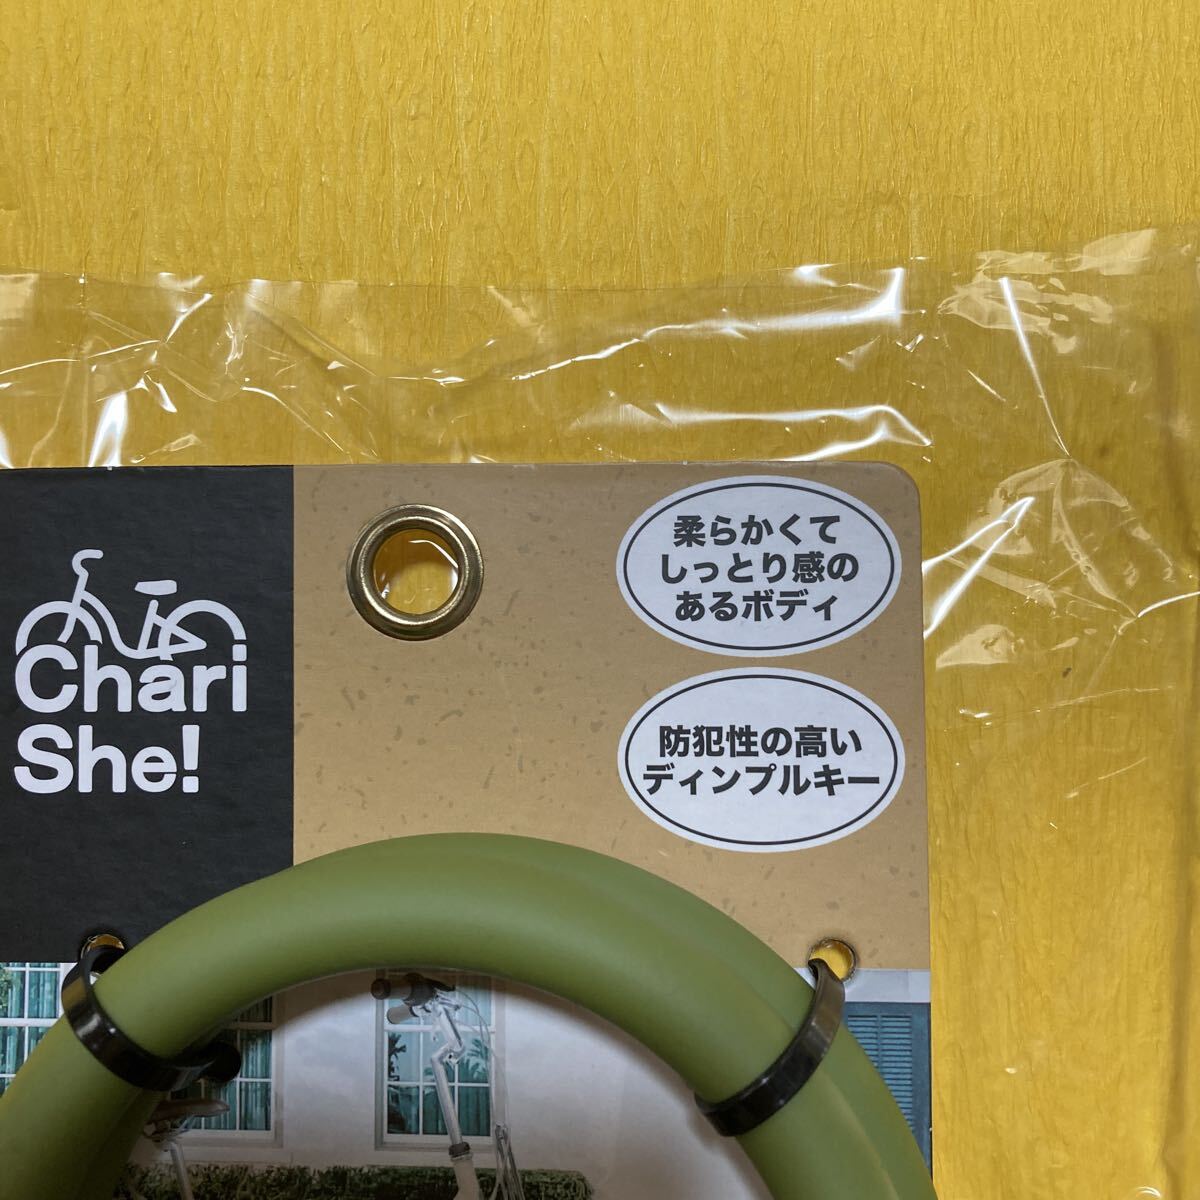 Chari
She!
柔らかくて
しっとり感の
あるボディ
防犯性の高い
ディンプルキー